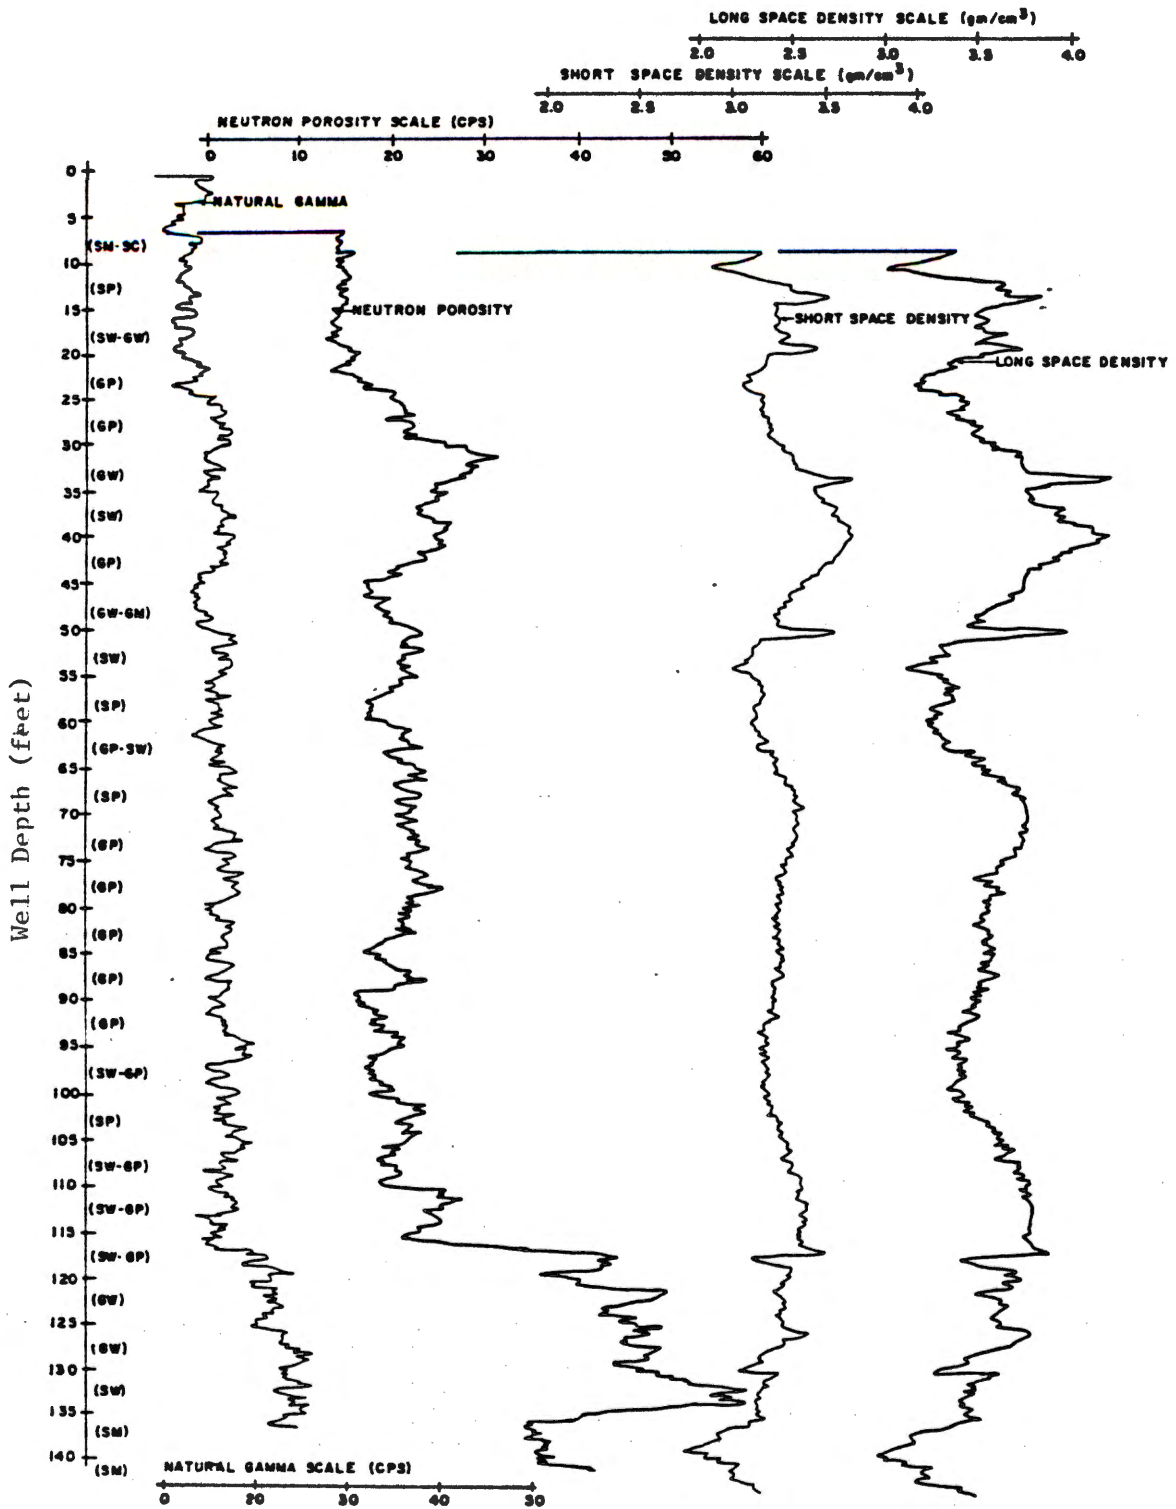 LONG SPACE DENSITY SCALE (gm/cm³)
2.0 2.5 3.0 3.5 4.0
SHORT SPACE DENSITY SCALE (gm/cm³)
2.0 2.5 3.0 3.5 4.0
NEUTRON POROSITY SCALE (CPS)
0 10 20 30 40 50 60
0
NATURAL GAMMA
5
(SM-SC)
10
(SP)
15
NEUTRON POROSITY
SHORT SPACE DENSITY
(SW-GW)
20
LONG SPACE DENSITY
(GP)
25
(GP)
30
(GW)
35
(SW)
40
(GP)
45
(GW-GM)
50
(SW)
55
(SP)
60
(GP-SW)
65
(SP)
70
(GP)
75
(GP)
80
(GP)
85
(GP)
90
(GP)
95
(SW-GP)
100
(SP)
105
(SW-GP)
110
(SW-GP)
115
(SW-GP)
120
(GW)
125
(GW)
130
(SW)
135
(SM)
140
(SM)
Well Depth (feet)
NATURAL GAMMA SCALE (CPS)
0 20 30 40 50